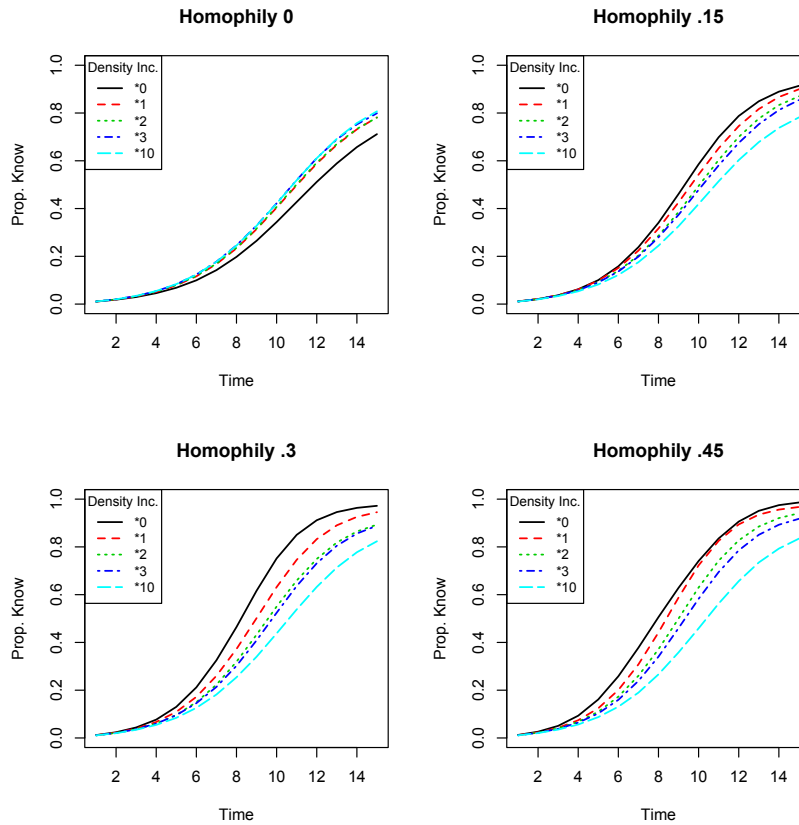 Homophily 0
Prop. Know
1.0
0.8
0.6
0.4
0.2
0.0
Density Inc.
*0
*1
*2
*3
*10
2 4 6 8 10 12 14
Time
Homophily .15
Prop. Know
1.0
0.8
0.6
0.4
0.2
0.0
Density Inc.
*0
*1
*2
*3
*10
2 4 6 8 10 12 14
Time
Homophily .3
Prop. Know
1.0
0.8
0.6
0.4
0.2
0.0
Density Inc.
*0
*1
*2
*3
*10
2 4 6 8 10 12 14
Time
Homophily .45
Prop. Know
1.0
0.8
0.6
0.4
0.2
0.0
Density Inc.
*0
*1
*2
*3
*10
2 4 6 8 10 12 14
Time